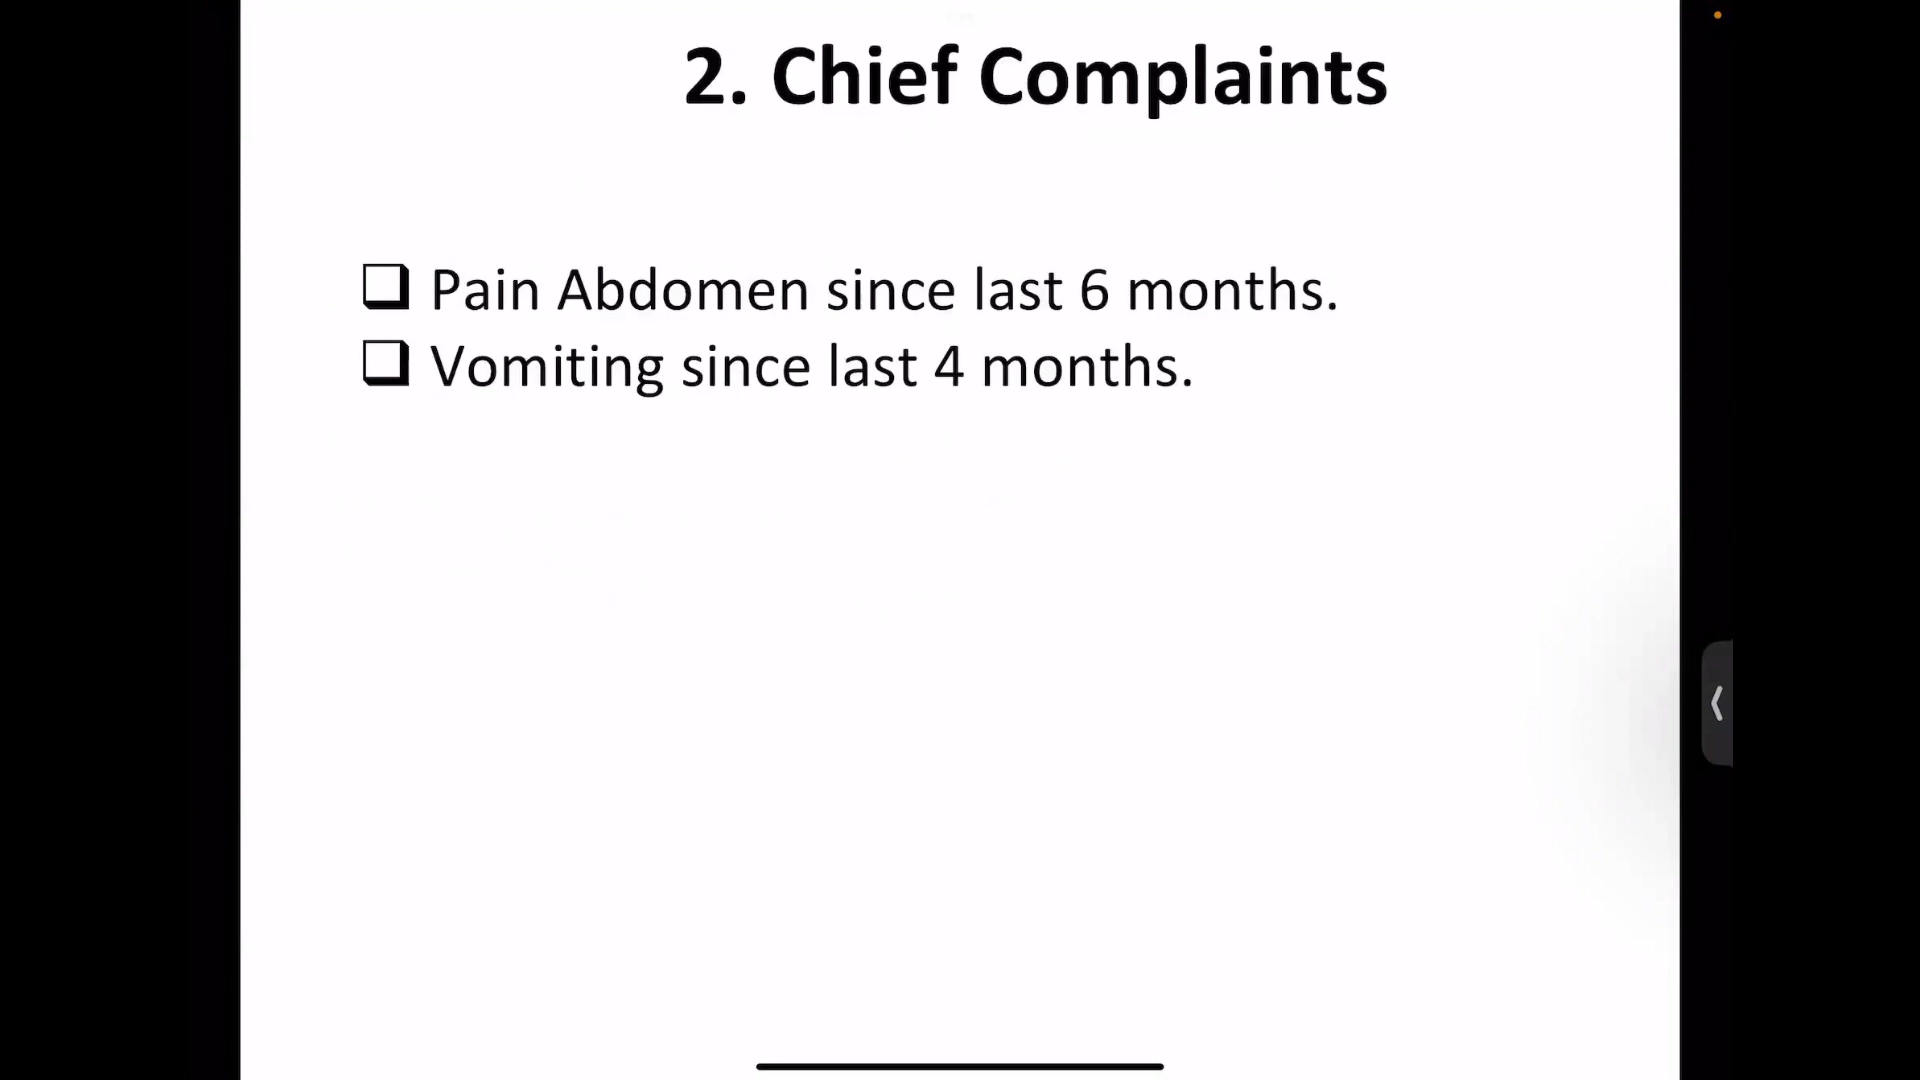 2. Chief Complaints
Pain Abdomen since last 6 months.
Vomiting since last 4 months.